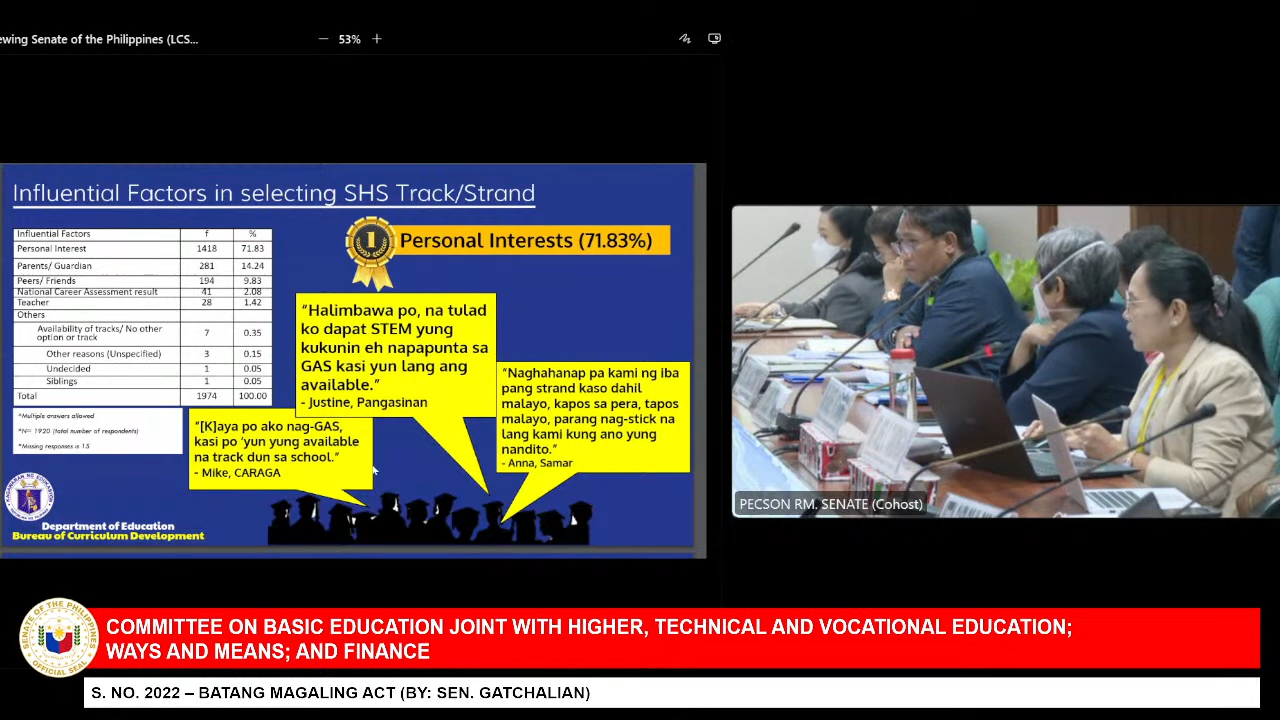 ewing Senate of the Philippines (LCS...
53%
Influential Factors in selecting SHS Track/Strand
Influential Factors f %
Personal Interest 1418 71.83
Parents/ Guardian 281 14.24
Peers/ Friends 194 9.83
National Career Assessment result 41 2.08
Teacher 28 1.42
Others
Availability of tracks/ No other
option or track 7 0.35
Other reasons (Unspecified) 3 0.15
Undecided 1 0.05
Siblings 1 0.05
Total 1974 100.00
*Multiple answers allowed
*N= 1920 (total number of respondents)
*Missing responses is 15
1
Personal Interests (71.83%)
"Halimbawa po, na tulad
ko dapat STEM yung
kukunin eh napapunta sa
GAS kasi yun lang ang
available."
- Justine, Pangasinan
"Naghahanap pa kami ng iba
pang strand kaso dahil
malayo, kapos sa pera, tapos
malayo, parang nag-stick na
lang kami kung ano yung
nandito."
- Anna, Samar
"[K]aya po ako nag-GAS,
kasi po 'yun yung available
na track dun sa school."
- Mike, CARAGA
Department of Education
Bureau of Curriculum Development
PECSON RM. SENATE (Cohost)
SENATE OF THE PHILIPPINES
OFFICIAL SEAL
COMMITTEE ON BASIC EDUCATION JOINT WITH HIGHER, TECHNICAL AND VOCATIONAL EDUCATION;
WAYS AND MEANS; AND FINANCE
S. NO. 2022 – BATANG MAGALING ACT (BY: SEN. GATCHALIAN)